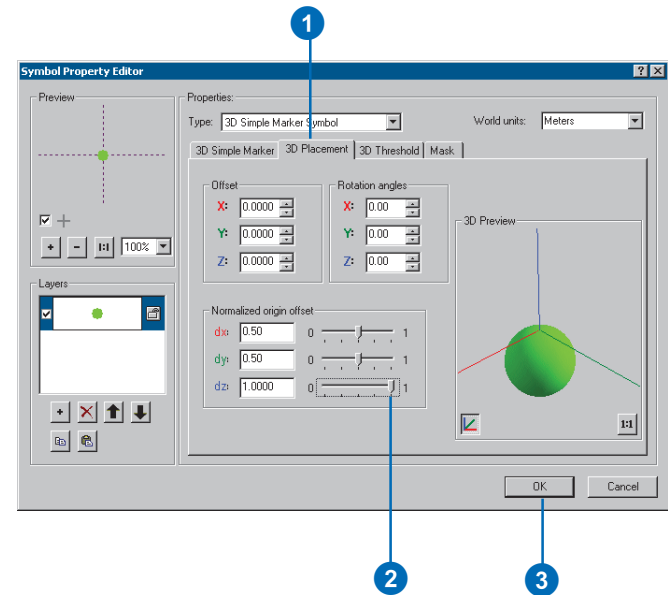 1
Symbol Property Editor
Preview
100%
Layers
Properties:
Type: 3D Simple Marker Symbol
World units: Meters
3D Simple Marker 3D Placement 3D Threshold Mask
Offset
X: 0.0000
Y: 0.0000
Z: 0.0000
Rotation angles
X: 0.00
Y: 0.00
Z: 0.00
Normalized origin offset
dx: 0.50 0 1
dy: 0.50 0 1
dz: 1.0000 0 1
3D Preview
1:1
1:1
OK Cancel
2 3